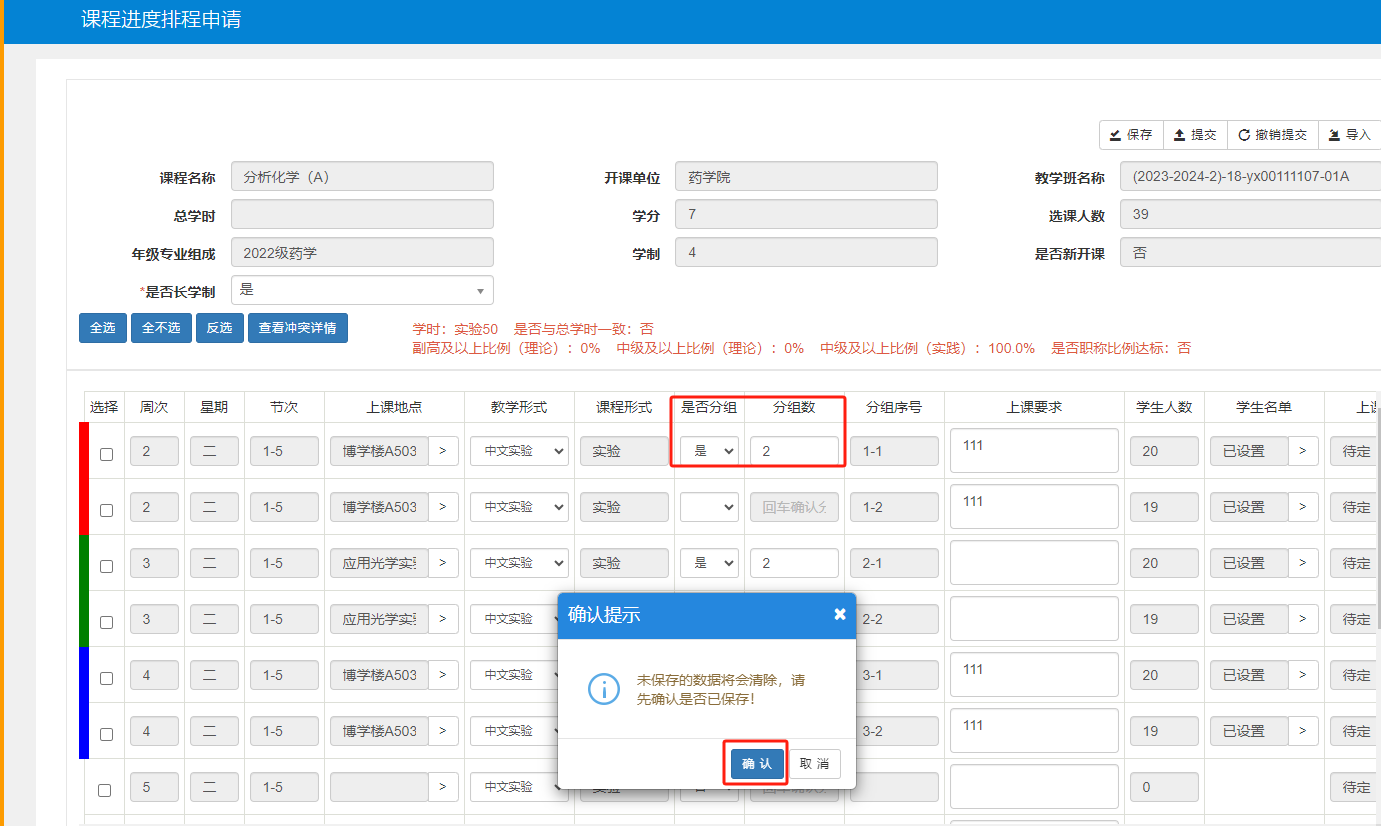 课程进度排程申请
保存 提交 撤销提交 导入
课程名称 分析化学（A） 开课单位 药学院 教学班名称 (2023-2024-2)-18-yx00111107-01A
总学时 学分 7 选课人数 39
年级专业组成 2022级药学 学制 4 是否新开课 否
*是否长学制 是
全选 全不选 反选 查看冲突详情
学时：实验50 是否与总学时一致：否
副高及以上比例（理论）：0% 中级及以上比例（理论）：0% 中级及以上比例（实践）：100.0% 是否职称比例达标：否
选择 周次 星期 节次 上课地点 教学形式 课程形式 是否分组 分组数 分组序号 上课要求 学生人数 学生名单 上
2 二 1-5 博学楼A503 > 中文实验 实验 是 2 1-1 111 20 已设置 > 待定
2 二 1-5 博学楼A503 > 中文实验 实验 回车确认 1-2 111 19 已设置 > 待定
3 二 1-5 应用光学实 > 中文实验 实验 是 2 2-1 20 已设置 > 待定
3 二 1-5 应用光学实 > 中文实验 2-2 19 已设置 > 待定
4 二 1-5 博学楼A503 > 中文实验 3-1 111 20 已设置 > 待定
4 二 1-5 博学楼A503 > 中文实验 3-2 111 19 已设置 > 待定
5 二 1-5 > 中文实验 0 待定
确认提示
未保存的数据将会清除，请
先确认是否已保存！
确 认 取 消